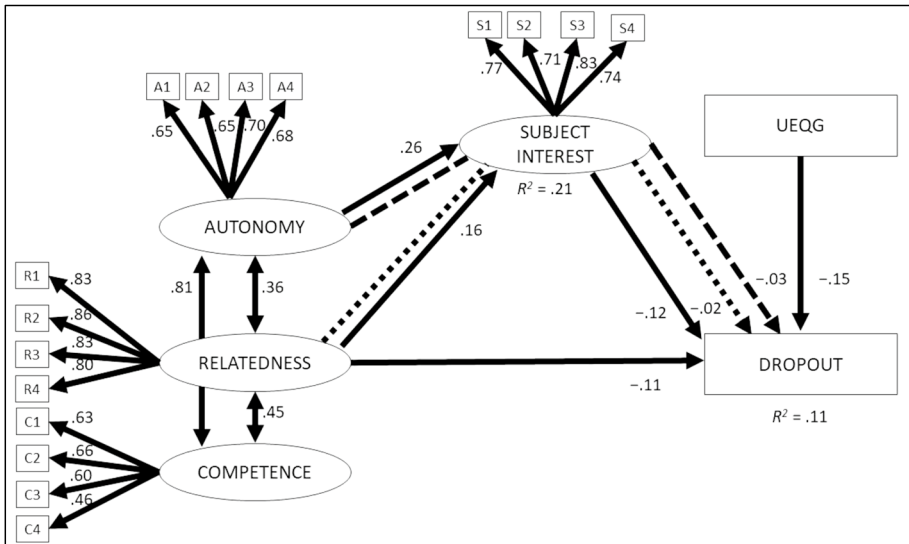 S1
S2
S3
S4
.77
.71
.83
.74
A1
A2
A3
A4
.65
.65
.70
.68
SUBJECT
INTEREST
R² = .21
UEQG
.26
AUTONOMY
.16
R1
R2
R3
R4
.83
.86
.83
.80
.81
.36
−.03
−.15
−.02
−.12
RELATEDNESS
DROPOUT
−.11
R² = .11
C1
C2
C3
C4
.63
.66
.60
.46
.45
COMPETENCE